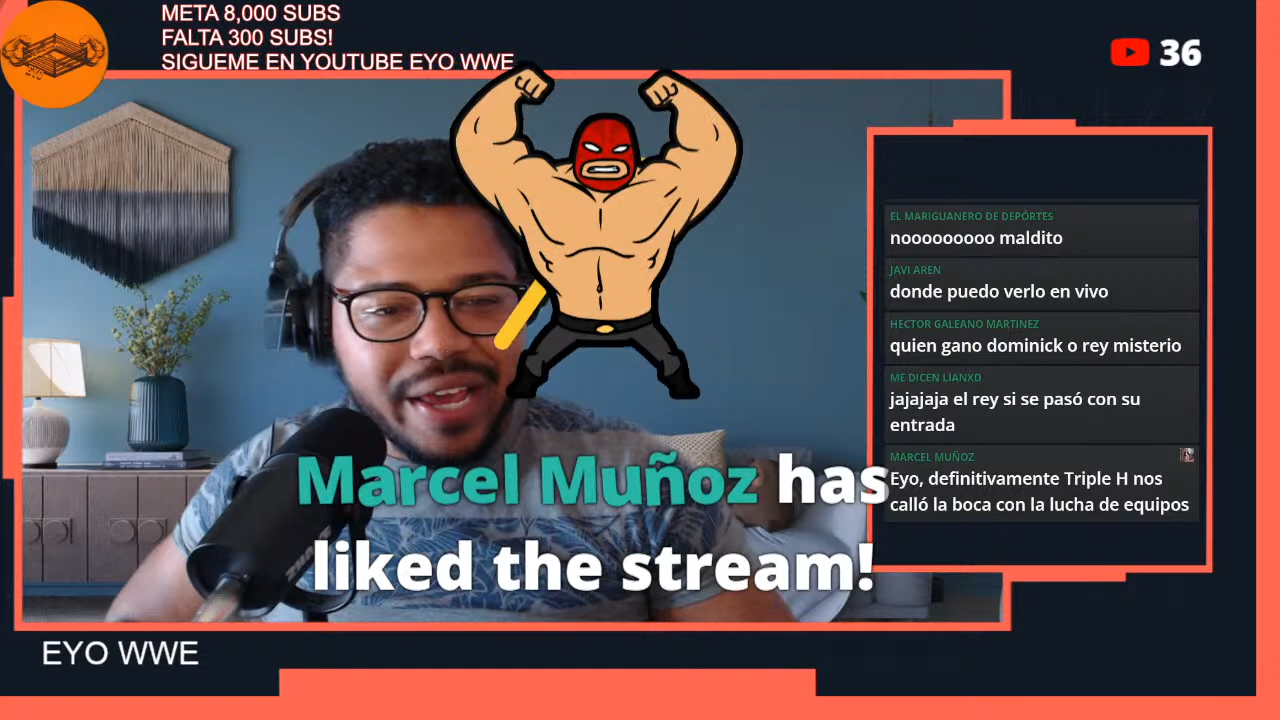 META 8,000 SUBS
FALTA 300 SUBS!
SIGUEME EN YOUTUBE EYO WWE
36
EL MARIGUANERO DE DEPÓRTES
nooooooooo maldito
JAVI AREN
donde puedo verlo en vivo
HECTOR GALEANO MARTINEZ
quien gano dominick o rey misterio
ME DICEN LIANXD
jajajaja el rey si se pasó con su
entrada
MARCEL MUÑOZ
Eyo, definitivamente Triple H nos
calló la boca con la lucha de equipos
Marcel Muñoz has
liked the stream!
EYO WWE